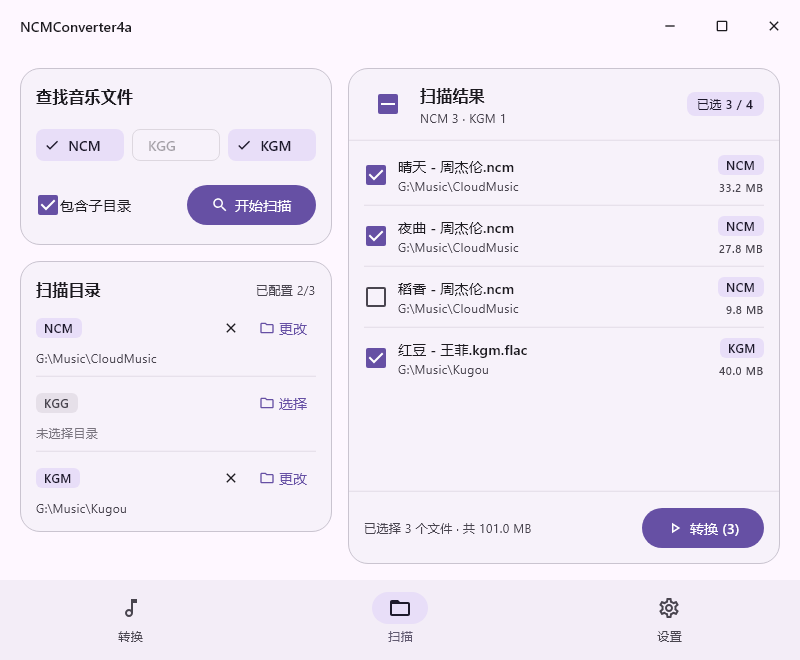 NCMConverter4a
查找音乐文件
NCM
KGG
KGM
包含子目录
开始扫描
扫描目录
已配置 2/3
NCM
更改
G:\Music\CloudMusic
KGG
选择
未选择目录
KGM
更改
G:\Music\Kugou
扫描结果
已选 3 / 4
NCM 3 · KGM 1
晴天 - 周杰伦.ncm
NCM
G:\Music\CloudMusic
33.2 MB
夜曲 - 周杰伦.ncm
NCM
G:\Music\CloudMusic
27.8 MB
稻香 - 周杰伦.ncm
NCM
G:\Music\CloudMusic
9.8 MB
红豆 - 王菲.kgm.flac
KGM
G:\Music\Kugou
40.0 MB
已选择 3 个文件 · 共 101.0 MB
转换 (3)
转换
扫描
设置